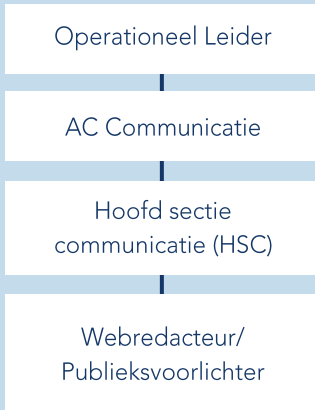 Operationeel Leider
AC Communicatie
Hoofd sectie
communicatie (HSC)
Webredacteur/
Publieksvoorlichter